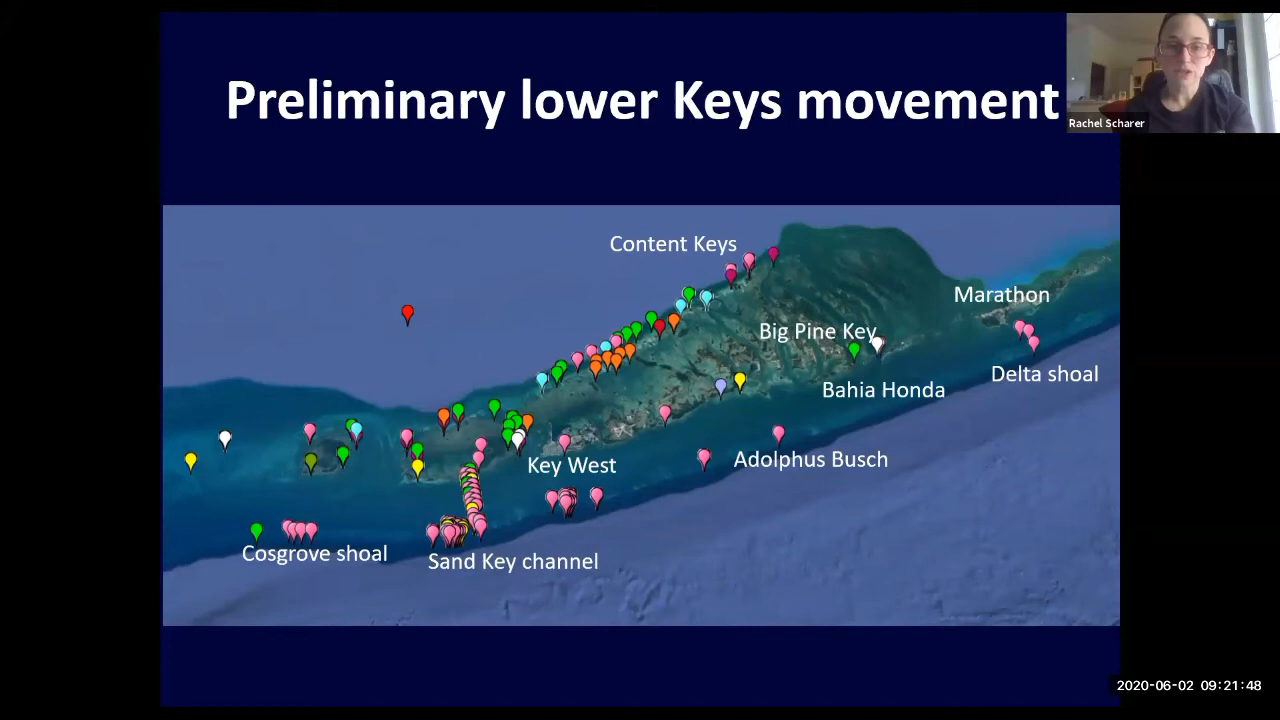 Preliminary lower Keys movement
Rachel Scharer
Content Keys
Marathon
Big Pine Key
Delta shoal
Bahia Honda
Adolphus Busch
Key West
Cosgrove shoal
Sand Key channel
2020-06-02 09:21:48